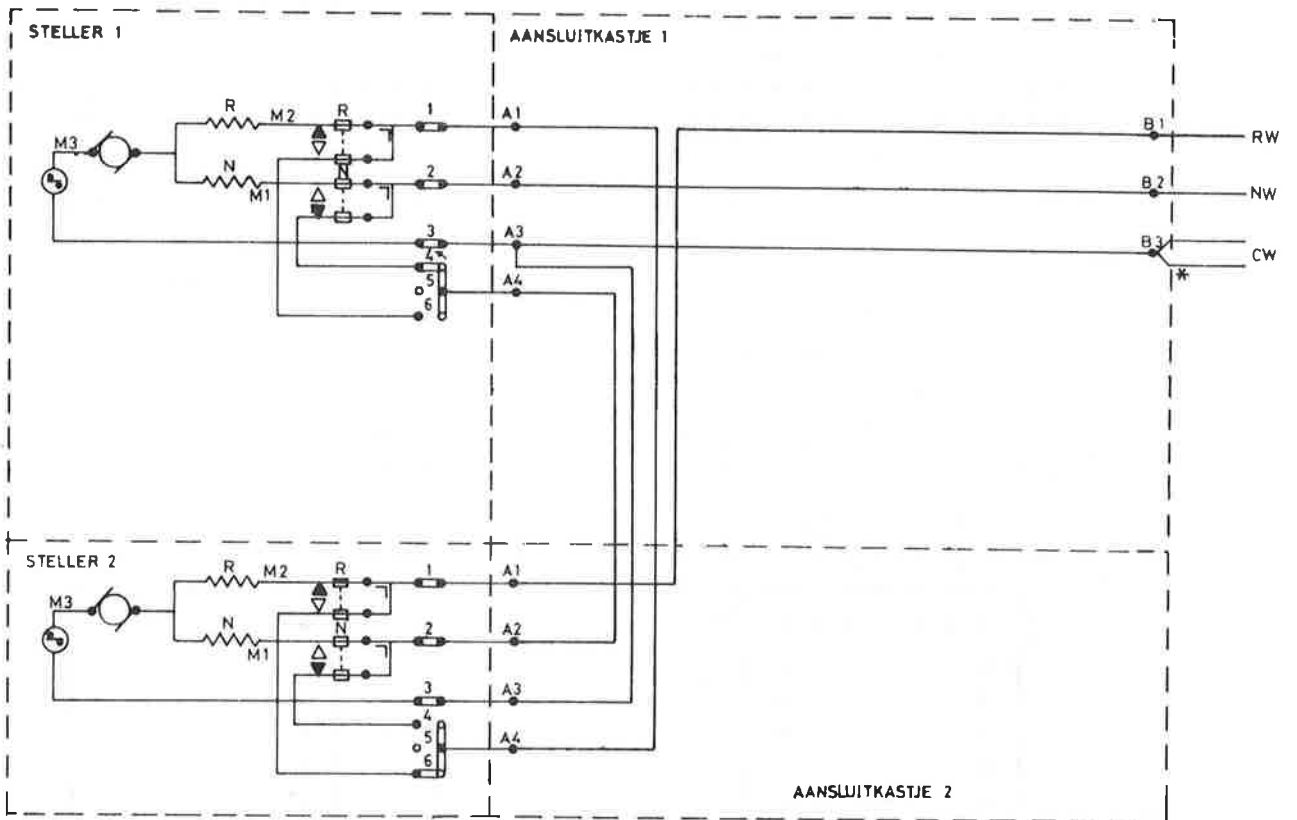 STELLER 1
AANSLUITKASTJE 1
R
M2
R
1
A1
B1
RW
M3
N
M1
N
2
A2
B2
NW
3
A3
B3
CW
4
5
A4
*
6
STELLER 2
R
M2
R
1
A1
M3
N
M1
N
2
A2
3
A3
4
5
A4
6
AANSLUITKASTJE 2